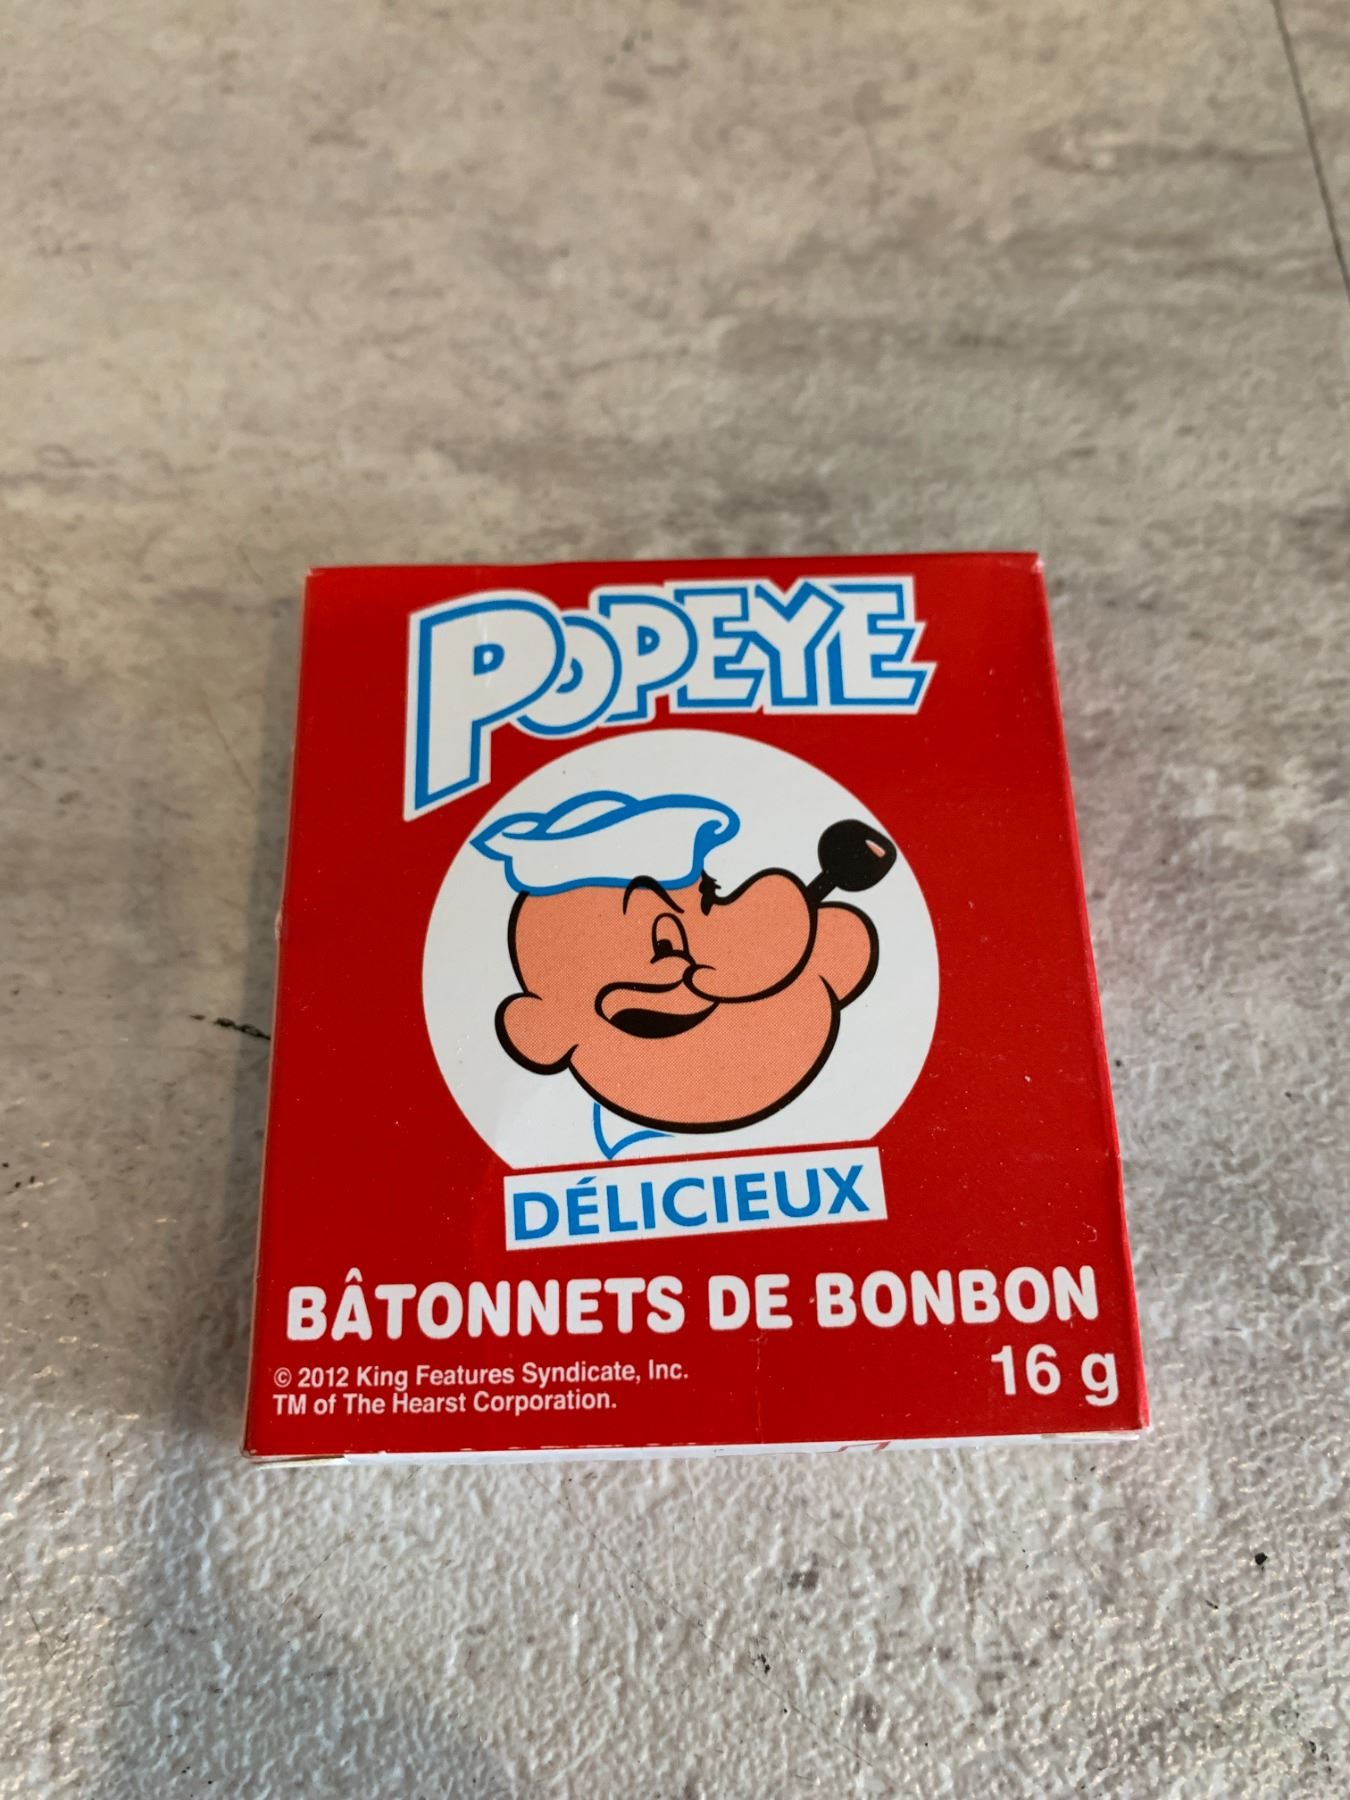 POPEYE
DÉLICIEUX
BÂTONNETS DE BONBON
16 g
© 2012 King Features Syndicate, Inc.
TM of The Hearst Corporation.